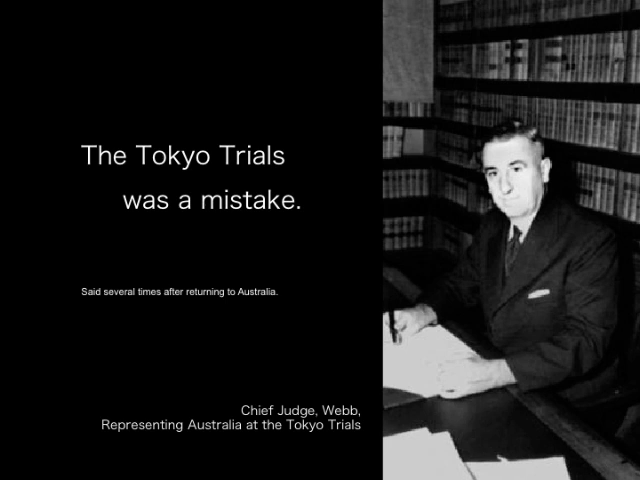 The Tokyo Trials
was a mistake.
Said several times after returning to Australia.
Chief Judge, Webb,
Representing Australia at the Tokyo Trials